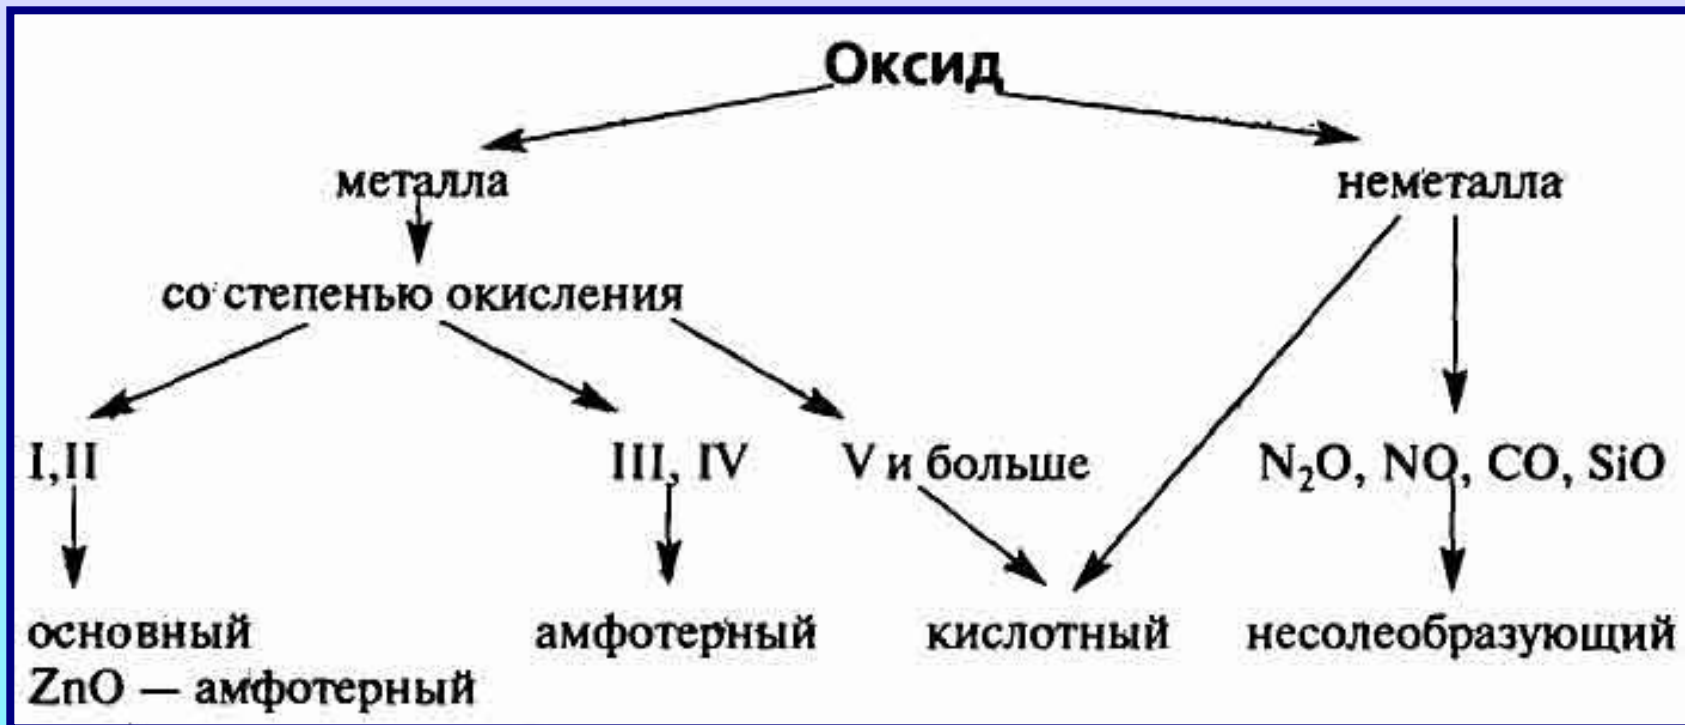 Оксид
металла
неметалла
со степенью окисления
I,II
III, IV
V и больше
N₂O, NO, CO, SiO
основный
амфотерный
кислотный
несолеобразующий
ZnO — амфотерный